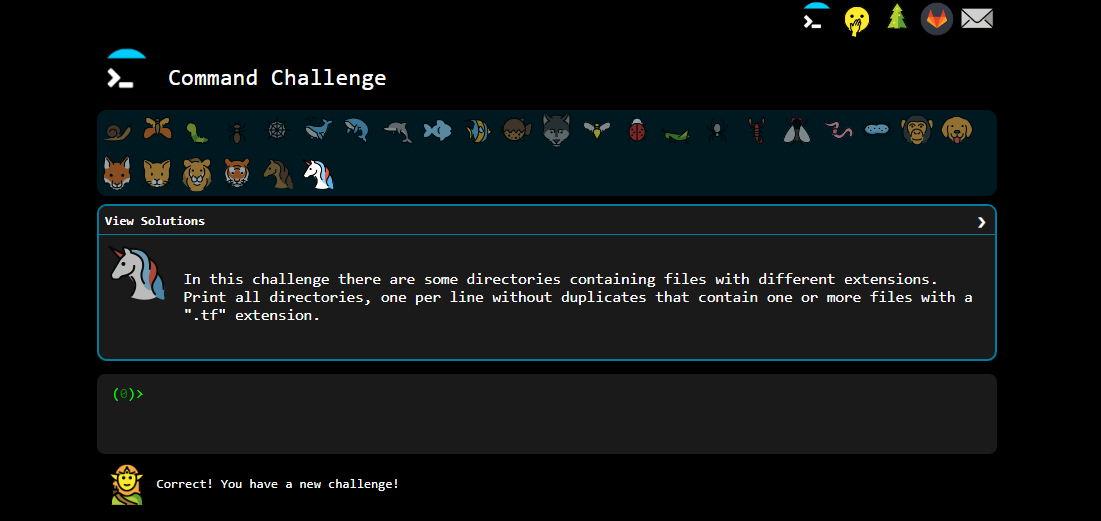 Command Challenge
View Solutions
In this challenge there are some directories containing files with different extensions.
Print all directories, one per line without duplicates that contain one or more files with a
".tf" extension.
(0)>
Correct! You have a new challenge!